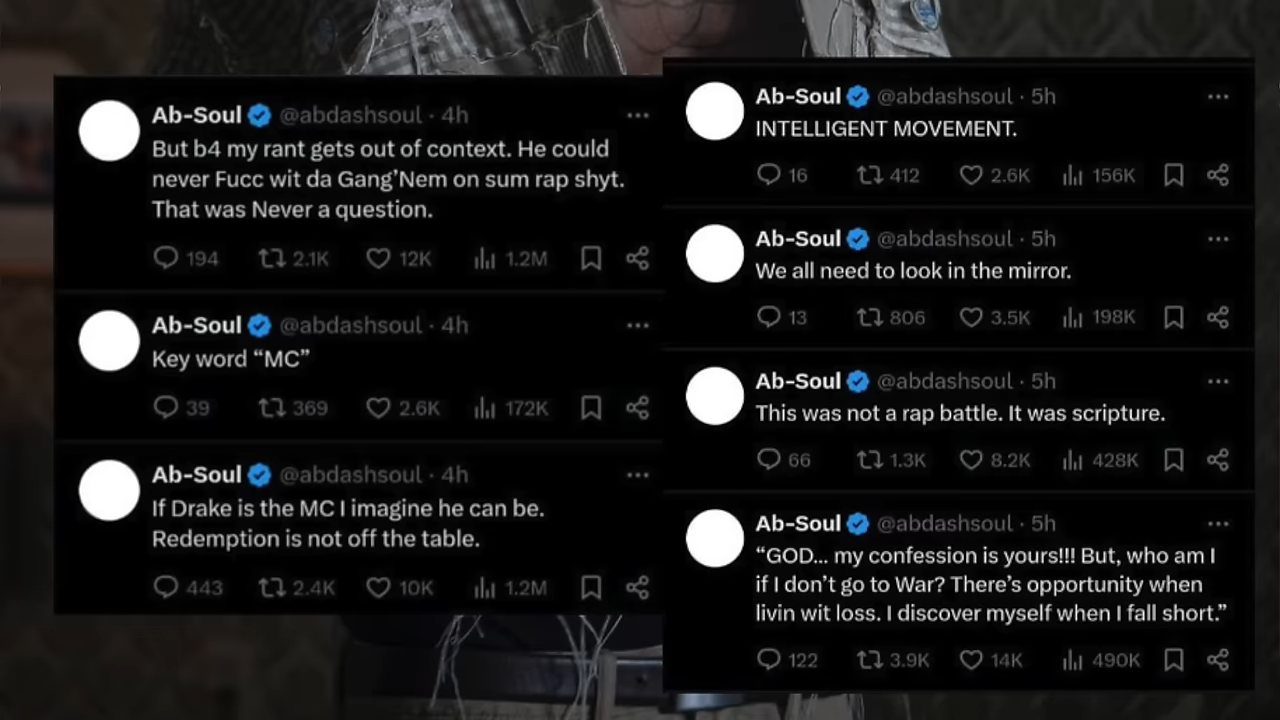 Ab-Soul @abdashsoul · 4h
But b4 my rant gets out of context. He could
never Fucc wit da Gang'Nem on sum rap shyt.
That was Never a question.
194 2.1K 12K 1.2M
Ab-Soul @abdashsoul · 4h
Key word “MC”
39 369 2.6K 172K
Ab-Soul @abdashsoul · 4h
If Drake is the MC I imagine he can be.
Redemption is not off the table.
443 2.4K 10K 1.2M
Ab-Soul @abdashsoul · 5h
INTELLIGENT MOVEMENT.
16 412 2.6K 156K
Ab-Soul @abdashsoul · 5h
We all need to look in the mirror.
13 806 3.5K 198K
Ab-Soul @abdashsoul · 5h
This was not a rap battle. It was scripture.
66 1.3K 8.2K 428K
Ab-Soul @abdashsoul · 5h
“GOD... my confession is yours!!! But, who am I
if I don't go to War? There's opportunity when
livin wit loss. I discover myself when I fall short.”
122 3.9K 14K 490K